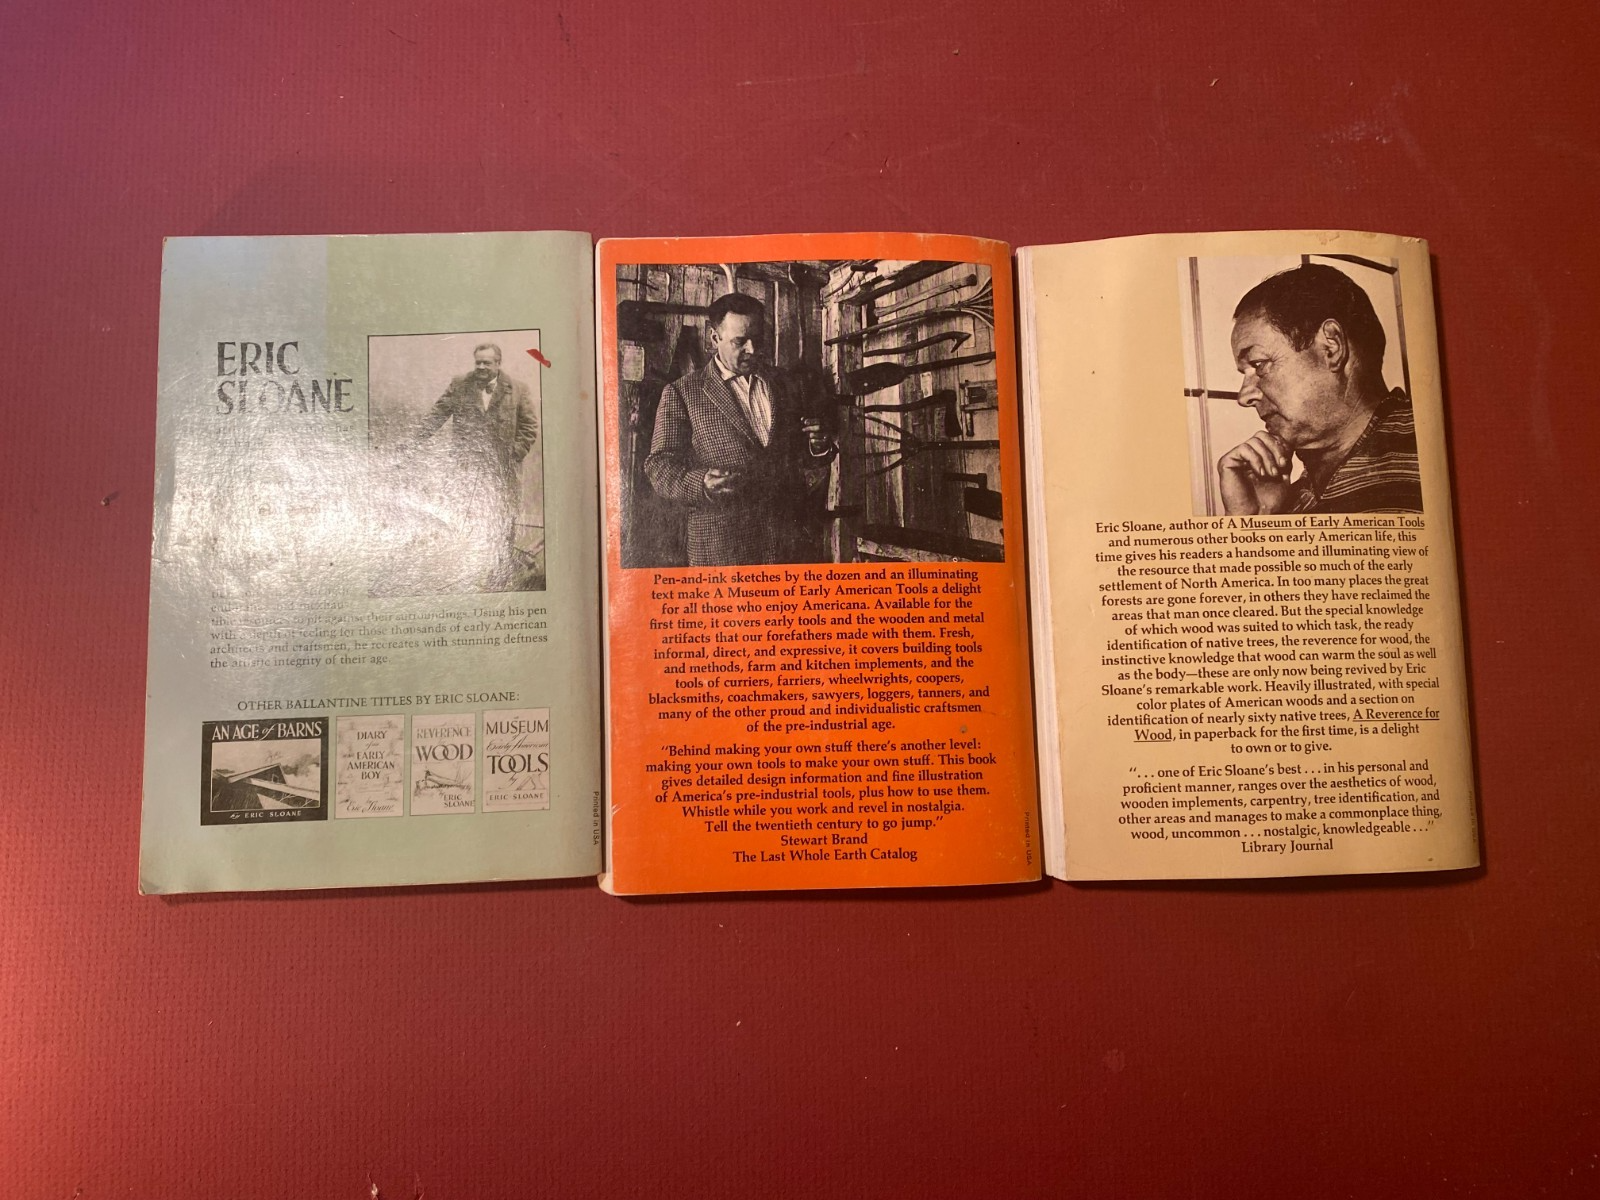 ERIC
SLOANE
tible resources to pit against their surroundings. Using his pen
with a depth of feeling for those thousands of early American
architects and craftsmen, he recreates with stunning deftness
the artistic integrity of their age.
OTHER BALLANTINE TITLES BY ERIC SLOANE:
AN AGE of BARNS
by ERIC SLOANE
DIARY
EARLY
AMERICAN
BOY
Eric Sloane
REVERENCE
WOOD
by ERIC
SLOANE
MUSEUM
of
Early American
TOOLS
by
ERIC SLOANE
Printed in USA
Pen-and-ink sketches by the dozen and an illuminating
text make A Museum of Early American Tools a delight
for all those who enjoy Americana. Available for the
first time, it covers early tools and the wooden and metal
artifacts that our forefathers made with them. Fresh,
informal, direct, and expressive, it covers building tools
and methods, farm and kitchen implements, and the
tools of curriers, farriers, wheelwrights, coopers,
blacksmiths, coachmakers, sawyers, loggers, tanners, and
many of the other proud and individualistic craftsmen
of the pre-industrial age.
"Behind making your own stuff there's another level:
making your own tools to make your own stuff. This book
gives detailed design information and fine illustration
of America's pre-industrial tools, plus how to use them.
Whistle while you work and revel in nostalgia.
Tell the twentieth century to go jump."
Stewart Brand
The Last Whole Earth Catalog
Printed in USA
Eric Sloane, author of A Museum of Early American Tools
and numerous other books on early American life, this
time gives his readers a handsome and illuminating view of
the resource that made possible so much of the early
settlement of North America. In too many places the great
forests are gone forever, in others they have reclaimed the
areas that man once cleared. But the special knowledge
of which wood was suited to which task, the ready
identification of native trees, the reverence for wood, the
instinctive knowledge that wood can warm the soul as well
as the body—these are only now being revived by Eric
Sloane's remarkable work. Heavily illustrated, with special
color plates of American woods and a section on
identification of nearly sixty native trees, A Reverence for
Wood, in paperback for the first time, is a delight
to own or to give.
". . . one of Eric Sloane's best . . . in his personal and
proficient manner, ranges over the aesthetics of wood,
wooden implements, carpentry, tree identification, and
other areas and manages to make a commonplace thing,
wood, uncommon . . . nostalgic, knowledgeable . . ."
Library Journal
Printed in USA